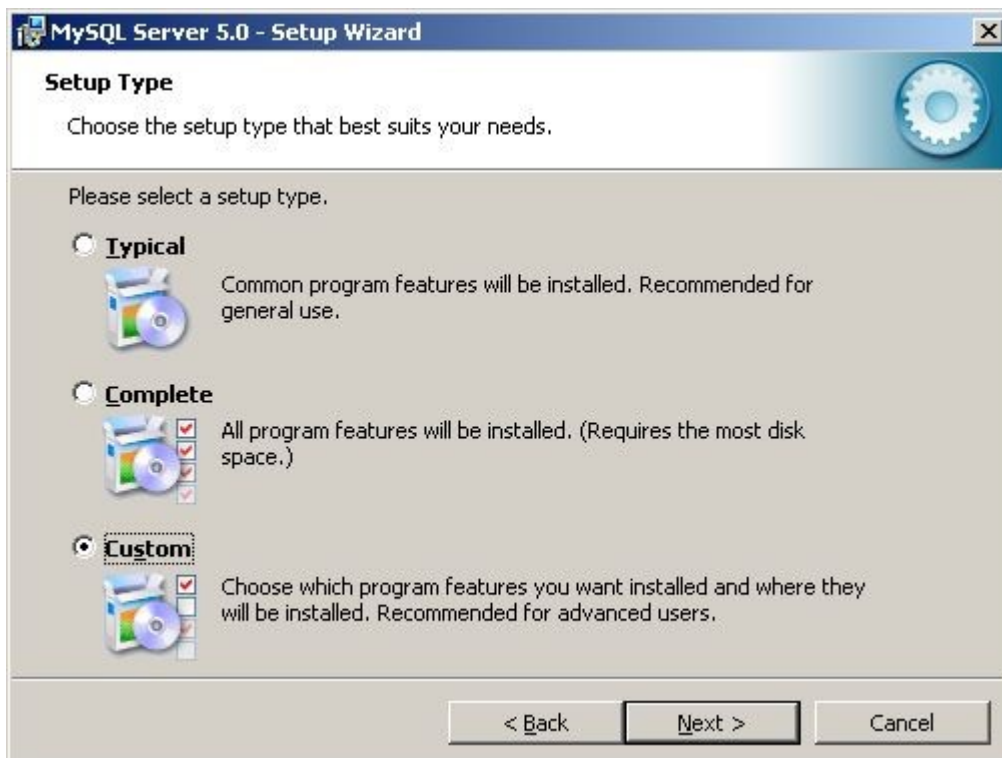 MySQL Server 5.0 - Setup Wizard
Setup Type
Choose the setup type that best suits your needs.
Please select a setup type.
Typical
Common program features will be installed. Recommended for
general use.
Complete
All program features will be installed. (Requires the most disk
space.)
Custom
Choose which program features you want installed and where they
will be installed. Recommended for advanced users.
< Back Next > Cancel